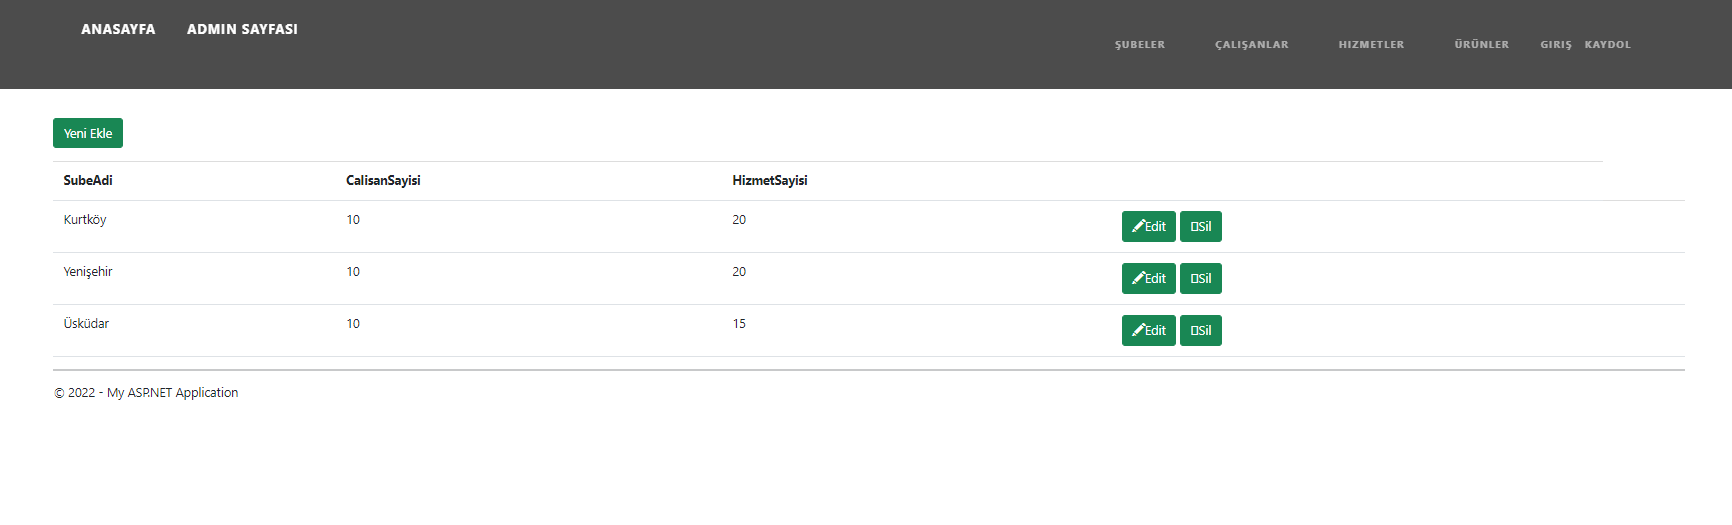 ANASAYFA ADMIN SAYFASI
ŞUBELER ÇALIŞANLAR HIZMETLER ÜRÜNLER GIRIŞ KAYDOL
Yeni Ekle
SubeAdi CalisanSayisi HizmetSayisi
Kurtköy 10 20 Edit Sil
Yenişehir 10 20 Edit Sil
Üsküdar 10 15 Edit Sil
© 2022 - My ASP.NET Application